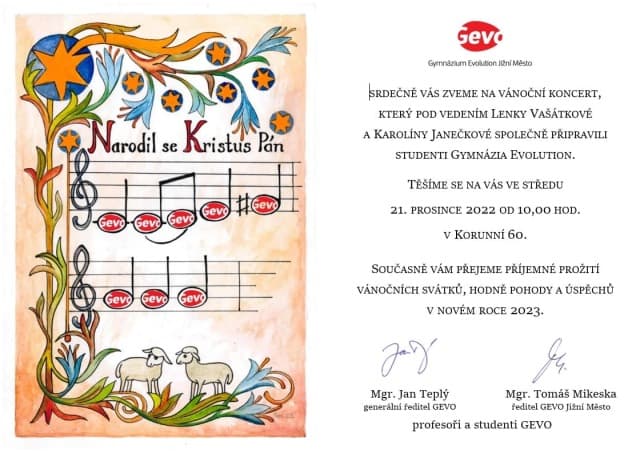 Narodil se Kristus Pán
Gevo Gevo Gevo Gevo Gevo
Gevo Gevo Gevo
Gevo
Gymnázium Evolution Jižní Město
SRDEČNĚ VÁS ZVEME NA VÁNOČNÍ KONCERT,
KTERÝ POD VEDENÍM LENKY VAŠÁTKOVÉ
A KAROLÍNY JANEČKOVÉ SPOLEČNĚ PŘIPRAVILI
STUDENTI GYMNÁZIA EVOLUTION.
TĚŠÍME SE NA VÁS VE STŘEDU
21. PROSINCE 2022 OD 10,00 HOD.
V KORUNNÍ 60.
SOUČASNĚ VÁM PŘEJEME PŘÍJEMNÉ PROŽITÍ
VÁNOČNÍCH SVÁTKŮ, HODNĚ POHODY A ÚSPĚCHŮ
V NOVÉM ROCE 2023.
Mgr. Jan Teplý
generální ředitel GEVO
Mgr. Tomáš Mikeska
ředitel GEVO Jižní Město
profesoři a studenti GEVO